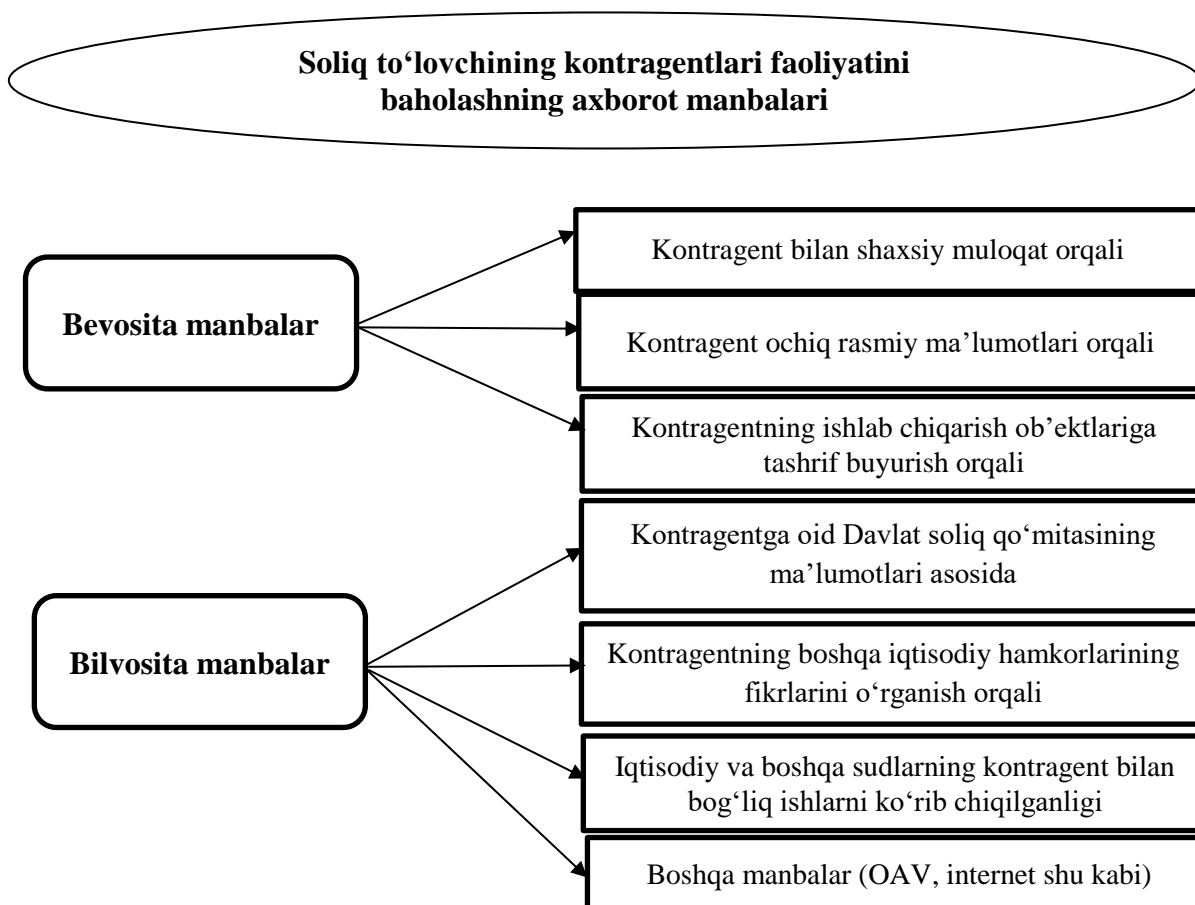 Soliq to‘lovchining kontragentlari faoliyatini
baholashning axborot manbalari
Bevosita manbalar
Kontragent bilan shaxsiy muloqat orqali
Kontragent ochiq rasmiy ma’lumotlari orqali
Kontragentning ishlab chiqarish ob’ektlariga
tashrif buyurish orqali
Bilvosita manbalar
Kontragentga oid Davlat soliq qo‘mitasining
ma’lumotlari asosida
Kontragentning boshqa iqtisodiy hamkorlarining
fikrlarini o‘rganish orqali
Iqtisodiy va boshqa sudlarning kontragent bilan
bog‘liq ishlarni ko‘rib chiqilganligi
Boshqa manbalar (OAV, internet shu kabi)